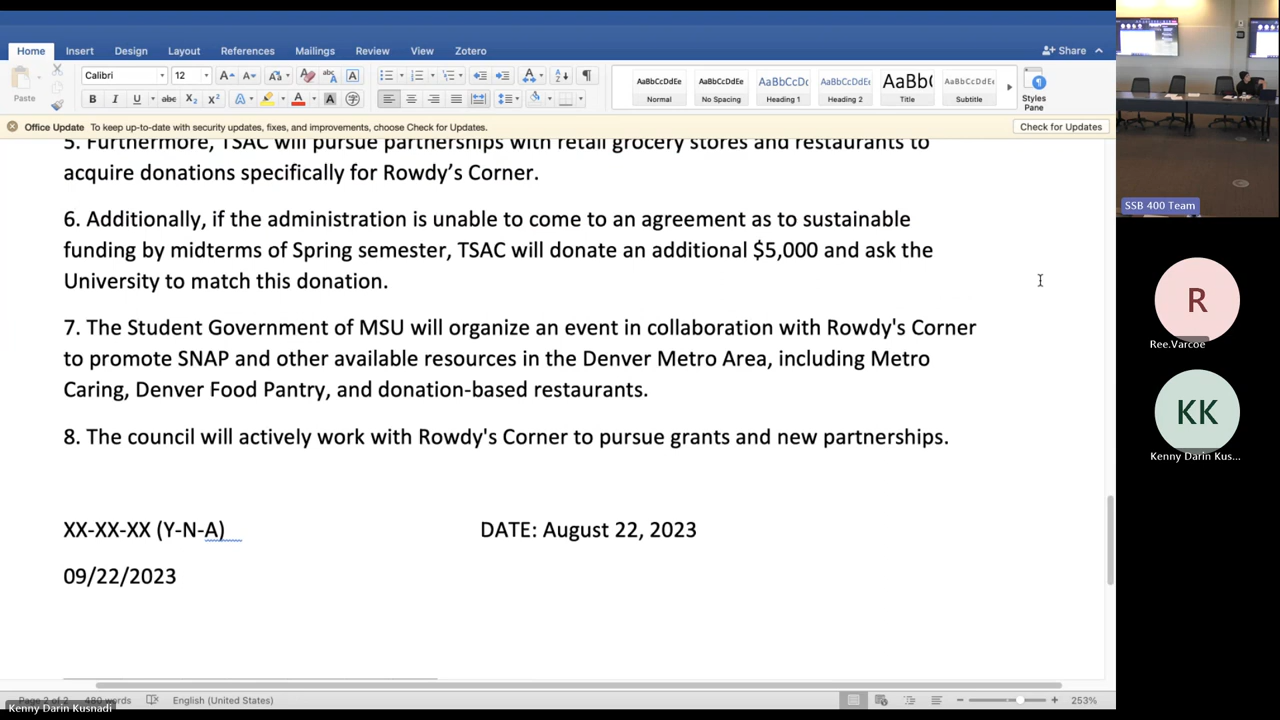 Home Insert Design Layout References Mailings Review View Zotero Share
Calibri 12
Paste
AaBbCcDdEe AaBbCcDdEe AaBbCcDc AaBbCcDdEe AaBb( AaBbCcDdEe
Normal No Spacing Heading 1 Heading 2 Title Subtitle Styles Pane
Office Update To keep up-to-date with security updates, fixes, and improvements, choose Check for Updates. Check for Updates
5. Furthermore, TSAC will pursue partnerships with retail grocery stores and restaurants to
acquire donations specifically for Rowdy’s Corner.
6. Additionally, if the administration is unable to come to an agreement as to sustainable
funding by midterms of Spring semester, TSAC will donate an additional $5,000 and ask the
University to match this donation.
7. The Student Government of MSU will organize an event in collaboration with Rowdy's Corner
to promote SNAP and other available resources in the Denver Metro Area, including Metro
Caring, Denver Food Pantry, and donation-based restaurants.
8. The council will actively work with Rowdy's Corner to pursue grants and new partnerships.
XX-XX-XX (Y-N-A) DATE: August 22, 2023
09/22/2023
Page 2 of 2 480 words English (United States) 253%
Kenny Darin Kusnadi
SSB 400 Team
R
Ree.Varcoe
KK
Kenny Darin Kus...